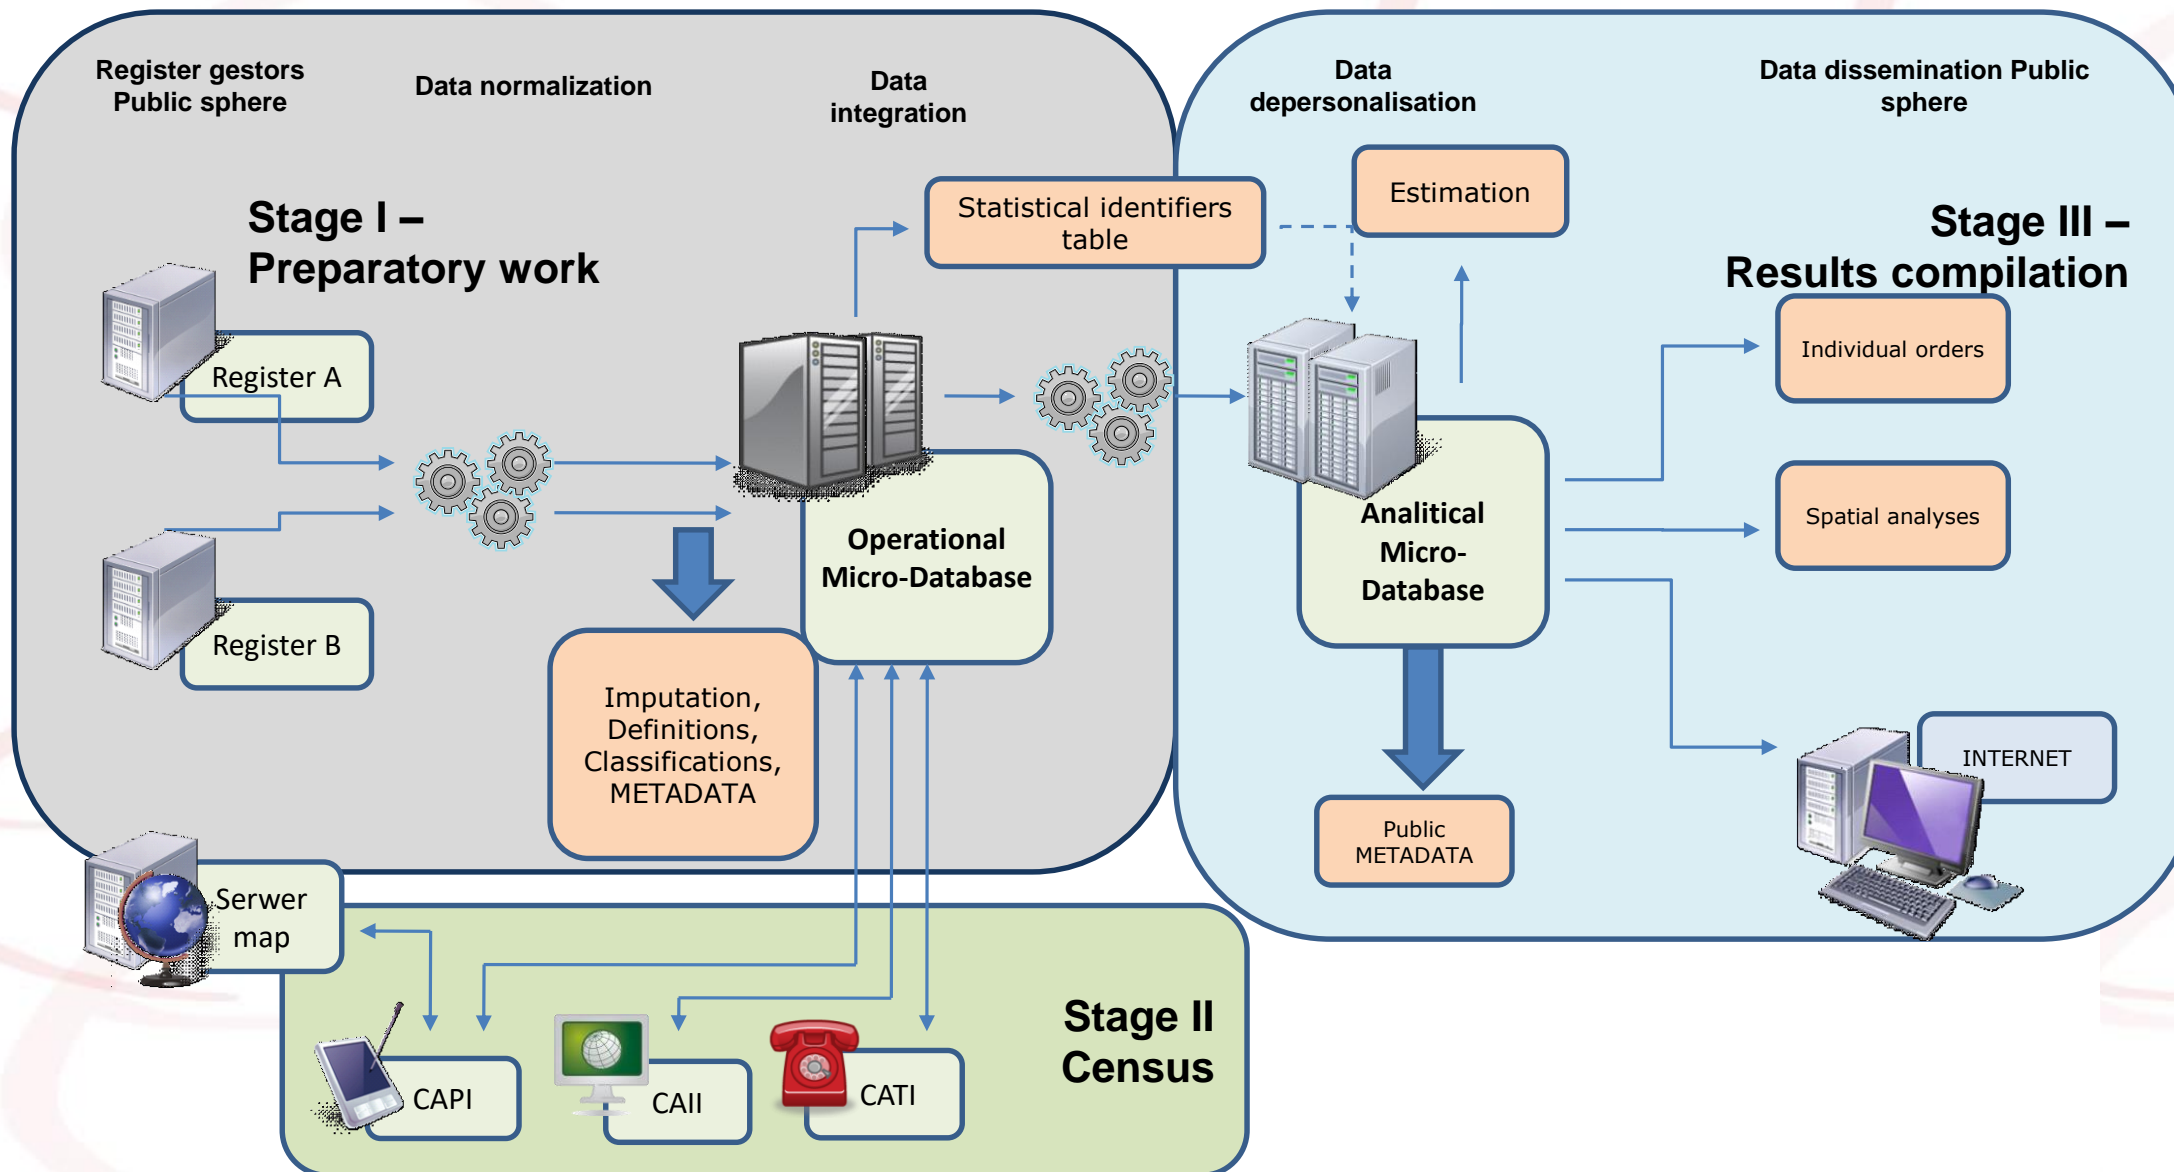 Register gestors
Public sphere
Data normalization
Data
integration
Data
depersonalisation
Data dissemination Public
sphere
Stage I –
Preparatory work
Statistical identifiers
table
Estimation
Stage III –
Results compilation
Register A
Individual orders
Operational
Micro-Database
Analitical
Micro-
Database
Spatial analyses
Register B
Imputation,
Definitions,
Classifications,
METADATA
INTERNET
Public
METADATA
Serwer
map
Stage II
Census
CAPI
CAII
CATI